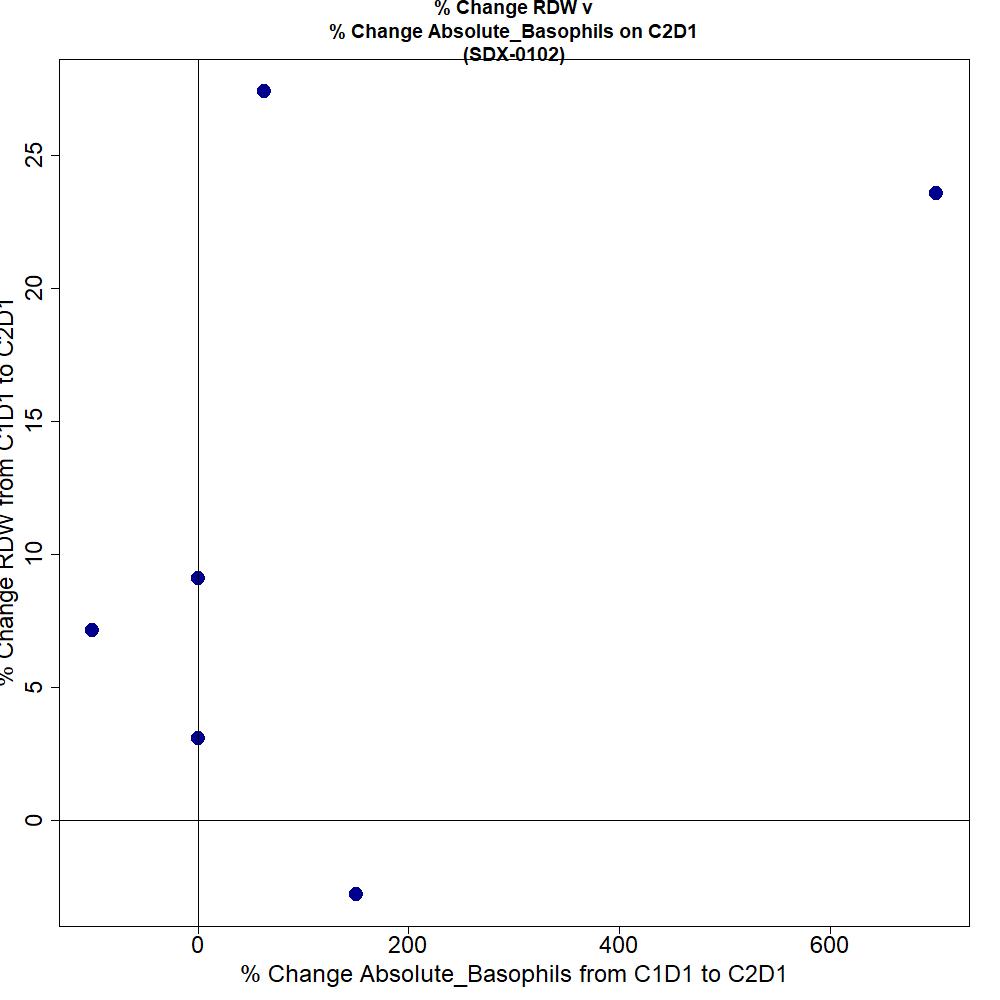 % Change RDW v
% Change Absolute_Basophils on C2D1
(SDX-0102)
% Change RDW from C1D1 to C2D1
25
20
15
10
5
0
0 200 400 600
% Change Absolute_Basophils from C1D1 to C2D1